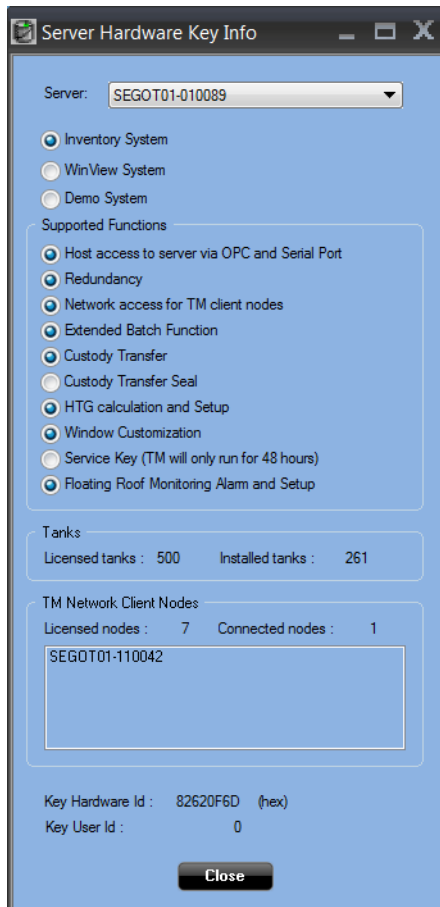 Server Hardware Key Info
Server: SEGOT01-010089
Inventory System
WinView System
Demo System
Supported Functions
Host access to server via OPC and Serial Port
Redundancy
Network access for TM client nodes
Extended Batch Function
Custody Transfer
Custody Transfer Seal
HTG calculation and Setup
Window Customization
Service Key (TM will only run for 48 hours)
Floating Roof Monitoring Alarm and Setup
Tanks
Licensed tanks : 500 Installed tanks : 261
TM Network Client Nodes
Licensed nodes : 7 Connected nodes : 1
SEGOT01-110042
Key Hardware Id : 82620F6D (hex)
Key User Id : 0
Close